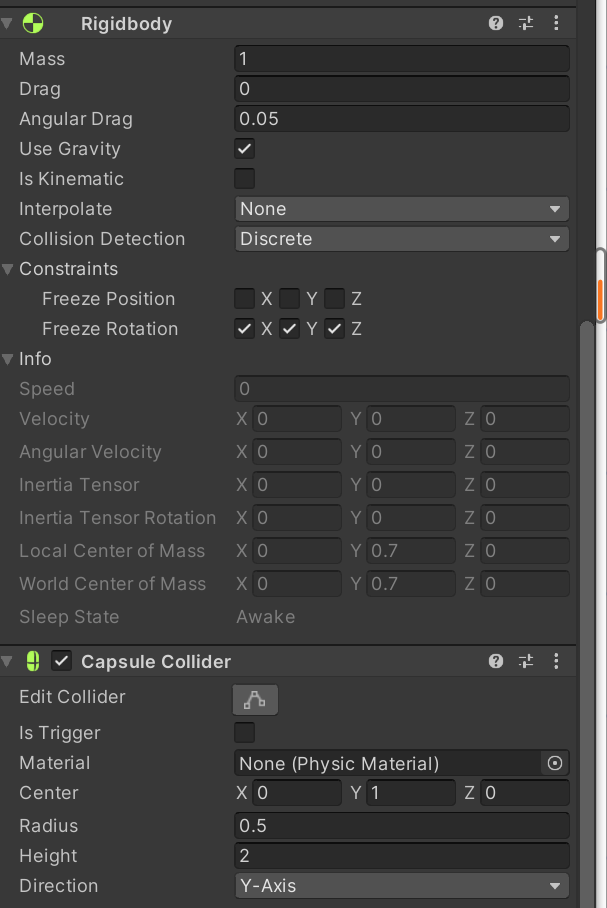 Rigidbody
Mass 1
Drag 0
Angular Drag 0.05
Use Gravity
Is Kinematic
Interpolate None
Collision Detection Discrete
Constraints
Freeze Position X Y Z
Freeze Rotation X Y Z
Info
Speed 0
Velocity X 0 Y 0 Z 0
Angular Velocity X 0 Y 0 Z 0
Inertia Tensor X 0 Y 0 Z 0
Inertia Tensor Rotation X 0 Y 0 Z 0
Local Center of Mass X 0 Y 0.7 Z 0
World Center of Mass X 0 Y 0.7 Z 0
Sleep State Awake
Capsule Collider
Edit Collider
Is Trigger
Material None (Physic Material)
Center X 0 Y 1 Z 0
Radius 0.5
Height 2
Direction Y-Axis